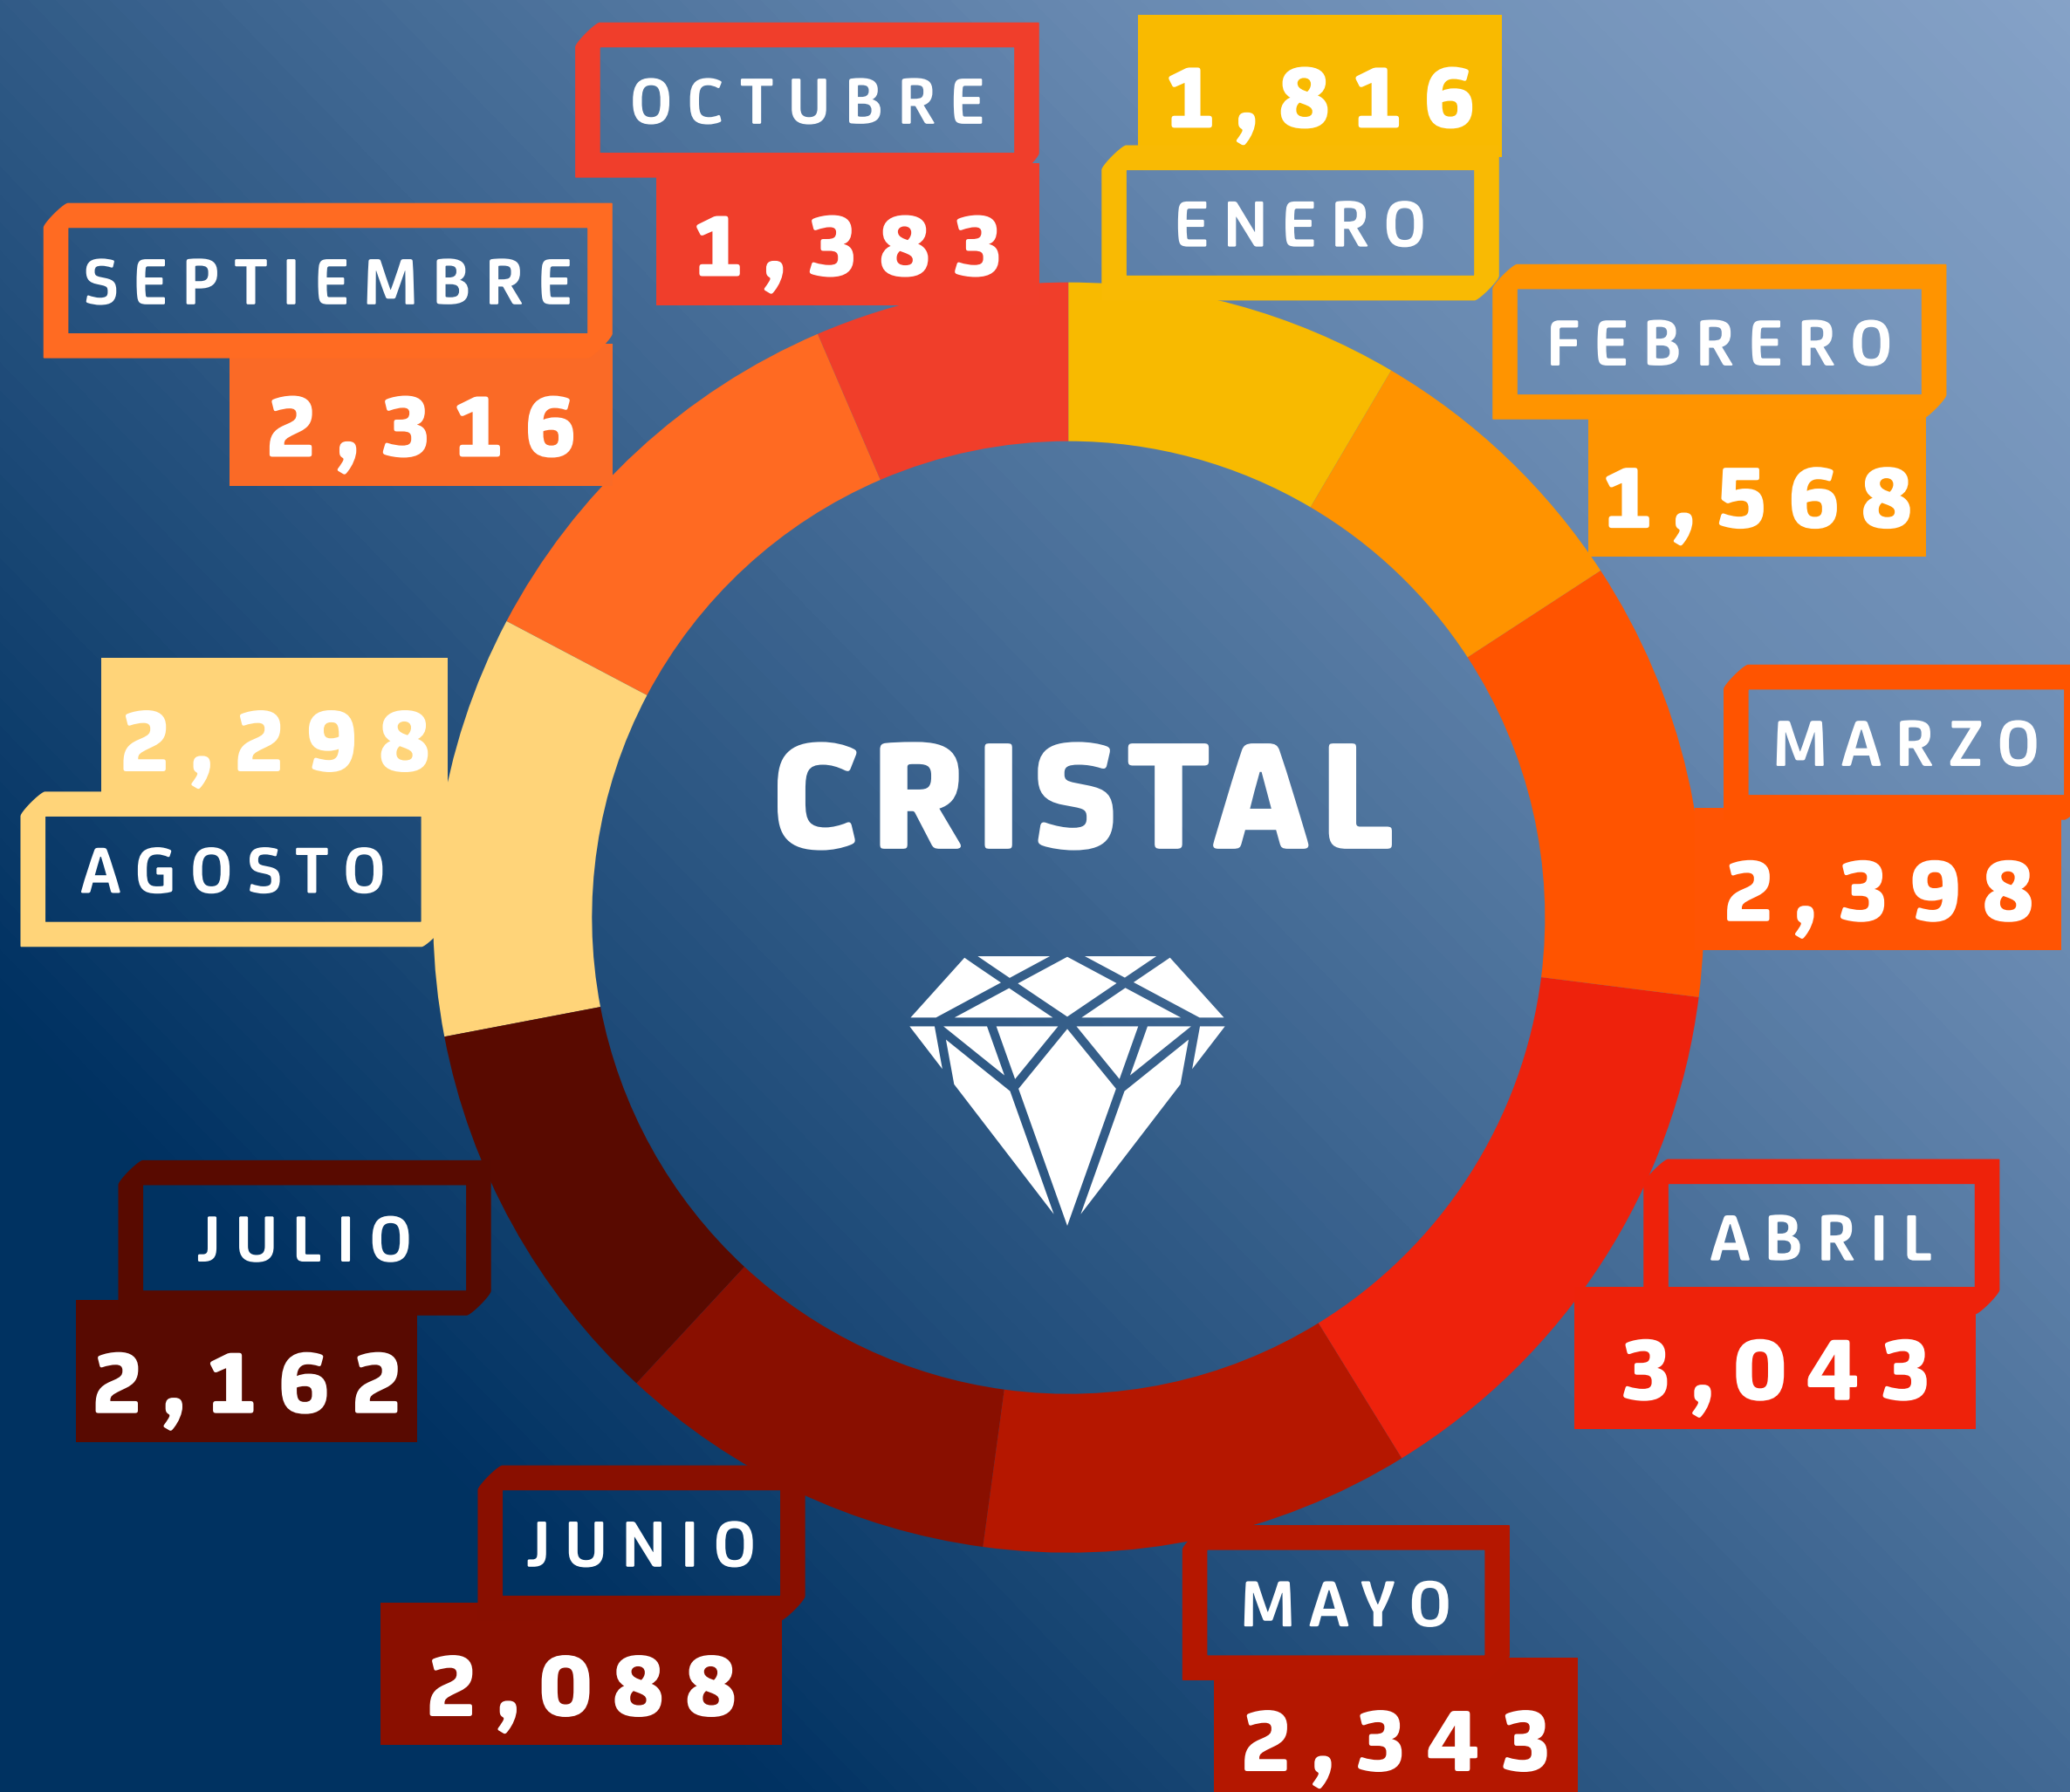 OCTUBRE
1,383
1,816
ENERO
SEPTIEMBRE
2,316
FEBRERO
1,568
2,298
AGOSTO
MARZO
2,398
CRISTAL
JULIO
2,162
ABRIL
3,043
JUNIO
2,088
MAYO
2,343